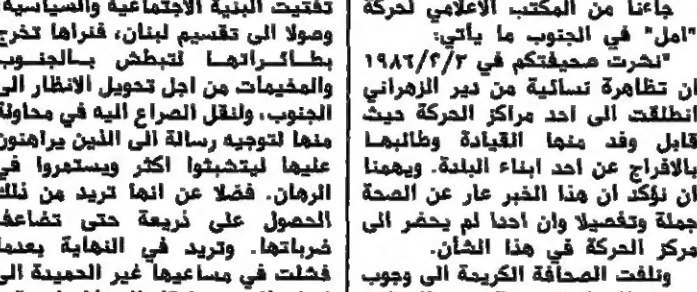 جاءنا من المكتب الاعلامي لحركة
"امل" في الجنوب ما يأتي:
"نشرت صحيفتكم في ١٩٨٦/٢/٣
ان تظاهرة نسائية من دير الزهراني
انطلقت الى احد مراكز الحركة حيث
قابل وفد منها القيادة وطالبها
بالافراج عن احد ابناء البلدة. ويهمنا
ان نؤكد ان هذا الخبر عار عن الصحة
جملة وتفصيلا وان احدا لم يحضر الى
مركز الحركة في هذا الشأن.
ونلفت الصحافة الكريمة الى وجوب
تفتيت البنية الاجتماعية والسياسية
وصولا الى تقسيم لبنان، فنراها تخرج
بطائراتها لتبطش بالجنوب
والمخيمات من اجل تحويل الانظار الى
الجنوب، ولنقل الصراع اليه في محاولة
منها لتوجيه رسالة الى الذين يراهنون
عليها ليتشبثوا اكثر ويستمروا في
الرهان. فضلا عن انها تريد من ذلك
الحصول على ذريعة حتى تضاعف
ضرباتها. وتريد في النهاية بعدما
فشلت في مساعيها غير الحميدة الى